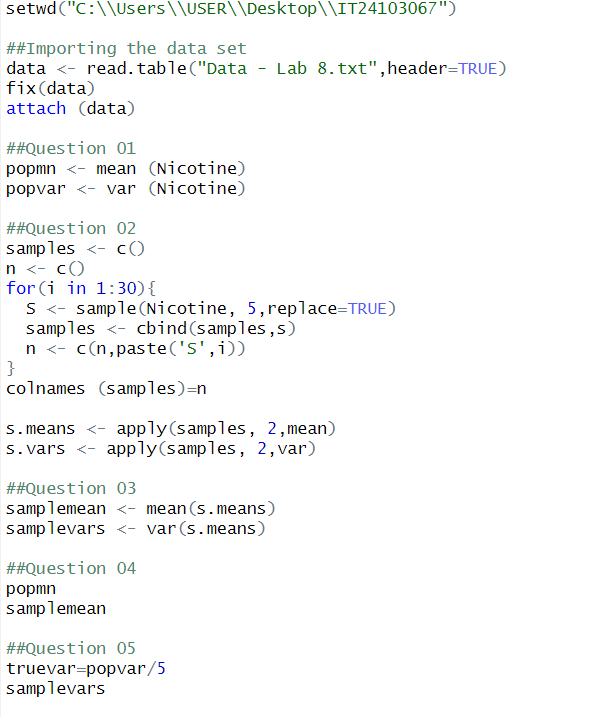 setwd("C:\\Users\\USER\\Desktop\\IT24103067")
##Importing the data set
data <- read.table("Data - Lab 8.txt",header=TRUE)
fix(data)
attach (data)
##Question 01
popmn <- mean (Nicotine)
popvar <- var (Nicotine)
##Question 02
samples <- c()
n <- c()
for(i in 1:30){
  S <- sample(Nicotine, 5,replace=TRUE)
  samples <- cbind(samples,s)
  n <- c(n,paste('S',i))
}
colnames (samples)=n
s.means <- apply(samples, 2,mean)
s.vars <- apply(samples, 2,var)
##Question 03
samplemean <- mean(s.means)
samplevars <- var(s.means)
##Question 04
popmn
samplemean
##Question 05
truevar=popvar/5
samplevars